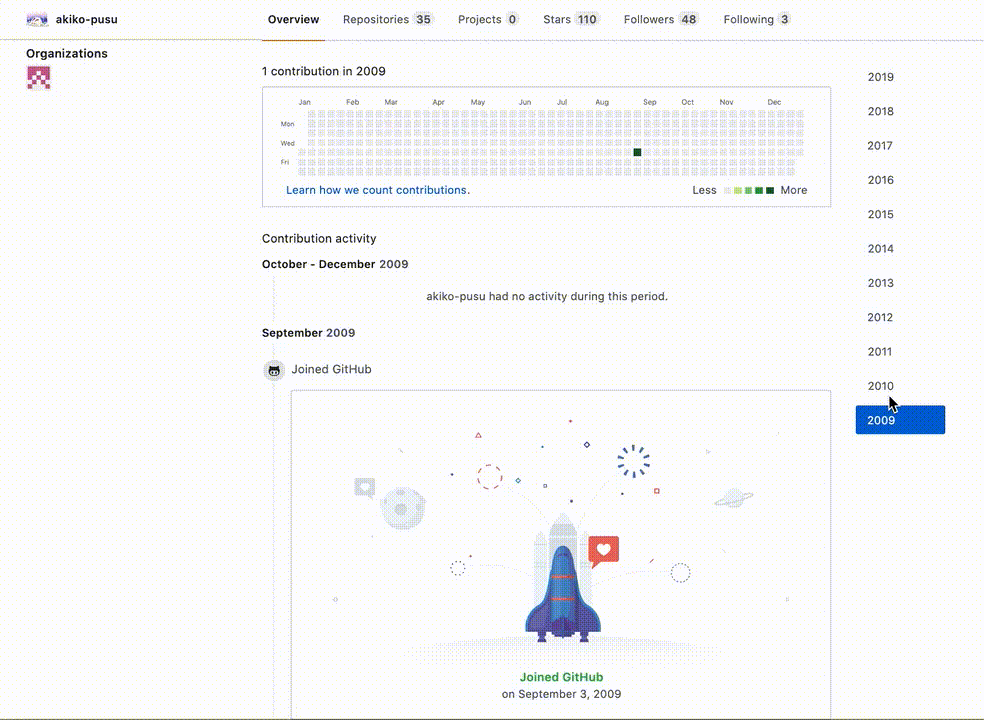 akiko-pusu Overview Repositories 35 Projects 0 Stars 110 Followers 48 Following 3
Organizations
1 contribution in 2009
Jan Feb Mar Apr May Jun Jul Aug Sep Oct Nov Dec
Mon
Wed
Fri
Learn how we count contributions. Less More
Contribution activity
October - December 2009
akiko-pusu had no activity during this period.
September 2009
Joined GitHub
Joined GitHub
on September 3, 2009
2019
2018
2017
2016
2015
2014
2013
2012
2011
2010
2009